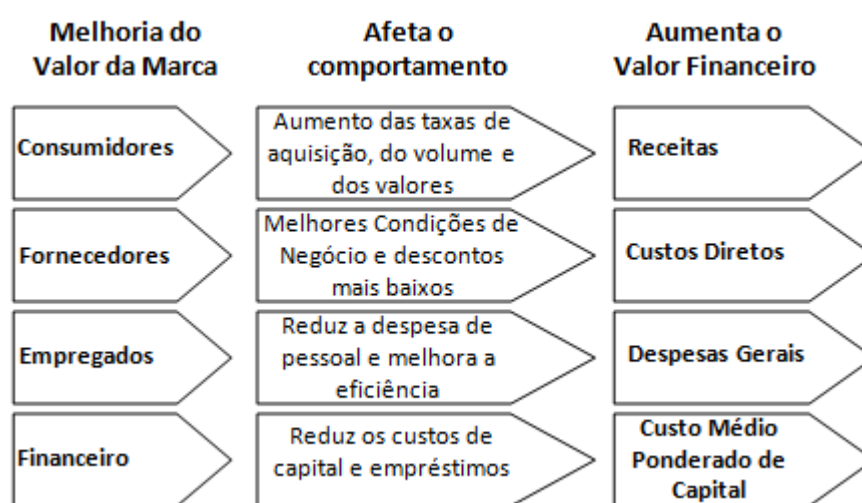 Melhoria do
Valor da Marca
Afeta o
comportamento
Aumenta o
Valor Financeiro
Consumidores
Aumento das taxas de
aquisição, do volume e
dos valores
Receitas
Fornecedores
Melhores Condições de
Negócio e descontos
mais baixos
Custos Diretos
Empregados
Reduz a despesa de
pessoal e melhora a
eficiência
Despesas Gerais
Financeiro
Reduz os custos de
capital e empréstimos
Custo Médio
Ponderado de
Capital